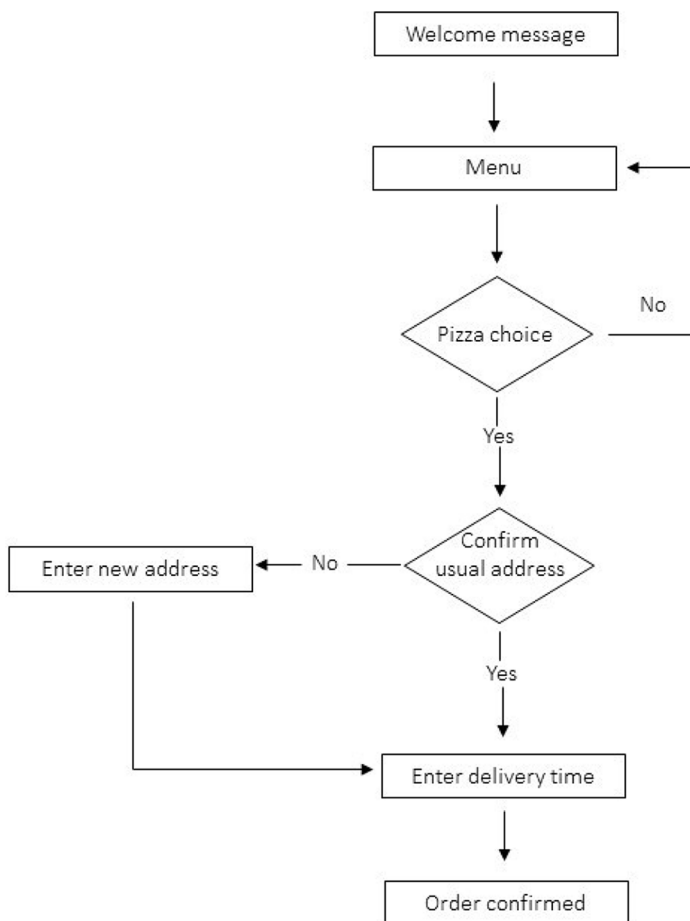 Welcome message
Menu
No
Pizza choice
Yes
Confirm
usual address
No
Enter new address
Yes
Enter delivery time
Order confirmed